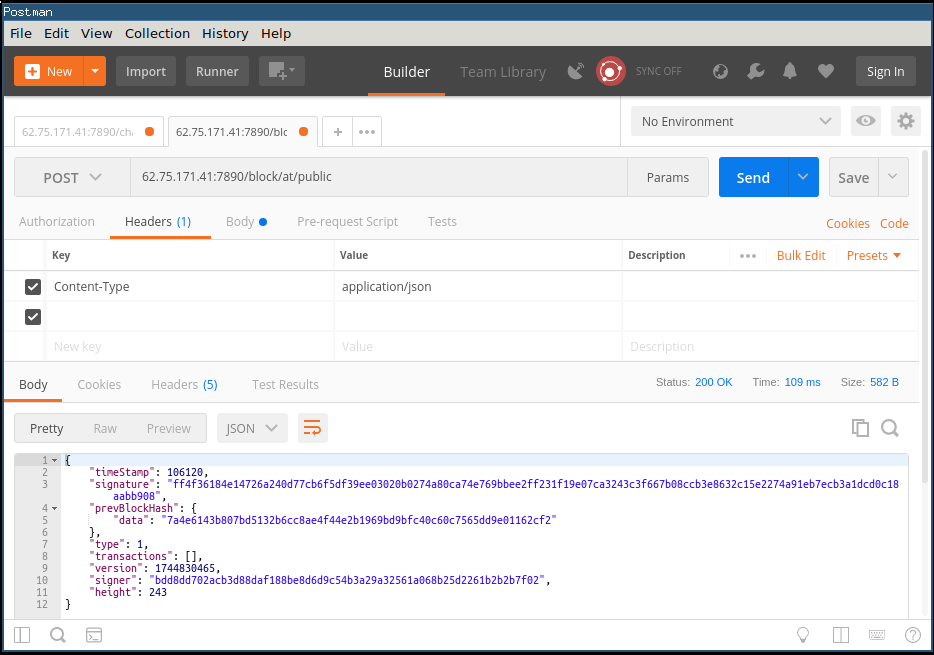 Postman
File Edit View Collection History Help
New Import Runner Builder Team Library SYNC OFF Sign In
62.75.171.41:7890/cha 62.75.171.41:7890/bloc + ••• No Environment
POST 62.75.171.41:7890/block/at/public Params Send Save
Authorization Headers (1) Body Pre-request Script Tests Cookies Code
Key Value Description ••• Bulk Edit Presets
Content-Type application/json
New key Value Description
Body Cookies Headers (5) Test Results Status: 200 OK Time: 109 ms Size: 582 B
Pretty Raw Preview JSON
1 {
2 "timeStamp": 106120,
3 "signature": "ff4f36184e14726a240d77cb6f5df39ee03020b0274a80ca74e769bbee2ff231f19e07ca3243c3f667b08ccb3e8632c15e2274a91eb7ecb3a1dcd0c18
aabb908",
4 "prevBlockHash": {
5 "data": "7a4e6143b807bd5132b6cc8ae4f44e2b1969bd9bfc40c60c7565dd9e01162cf2"
6 },
7 "type": 1,
8 "transactions": [],
9 "version": 1744830465,
10 "signer": "bdd8dd702acb3d88daf188be8d6d9c54b3a29a32561a068b25d2261b2b2b7f02",
11 "height": 243
12 }